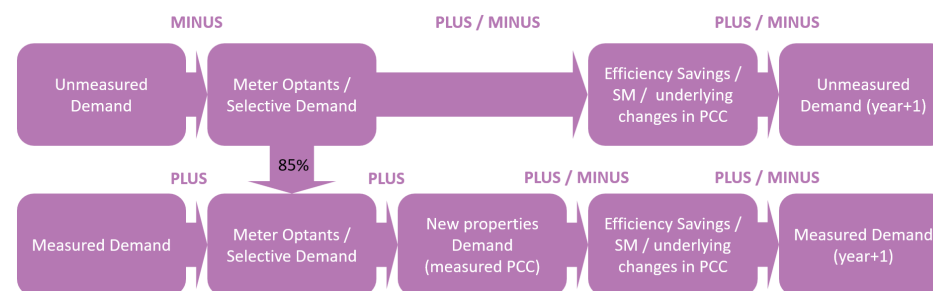 MINUS
PLUS / MINUS
PLUS / MINUS
Unmeasured
Demand
Meter Optants /
Selective Demand
Efficiency Savings /
SM /  underlying
changes in PCC
Unmeasured
Demand (year+1)
85%
PLUS
PLUS
PLUS / MINUS
PLUS / MINUS
Measured Demand
Meter Optants /
Selective Demand
New properties
Demand
(measured PCC)
Efficiency Savings /
SM / underlying
changes in PCC
Measured Demand
(year+1)